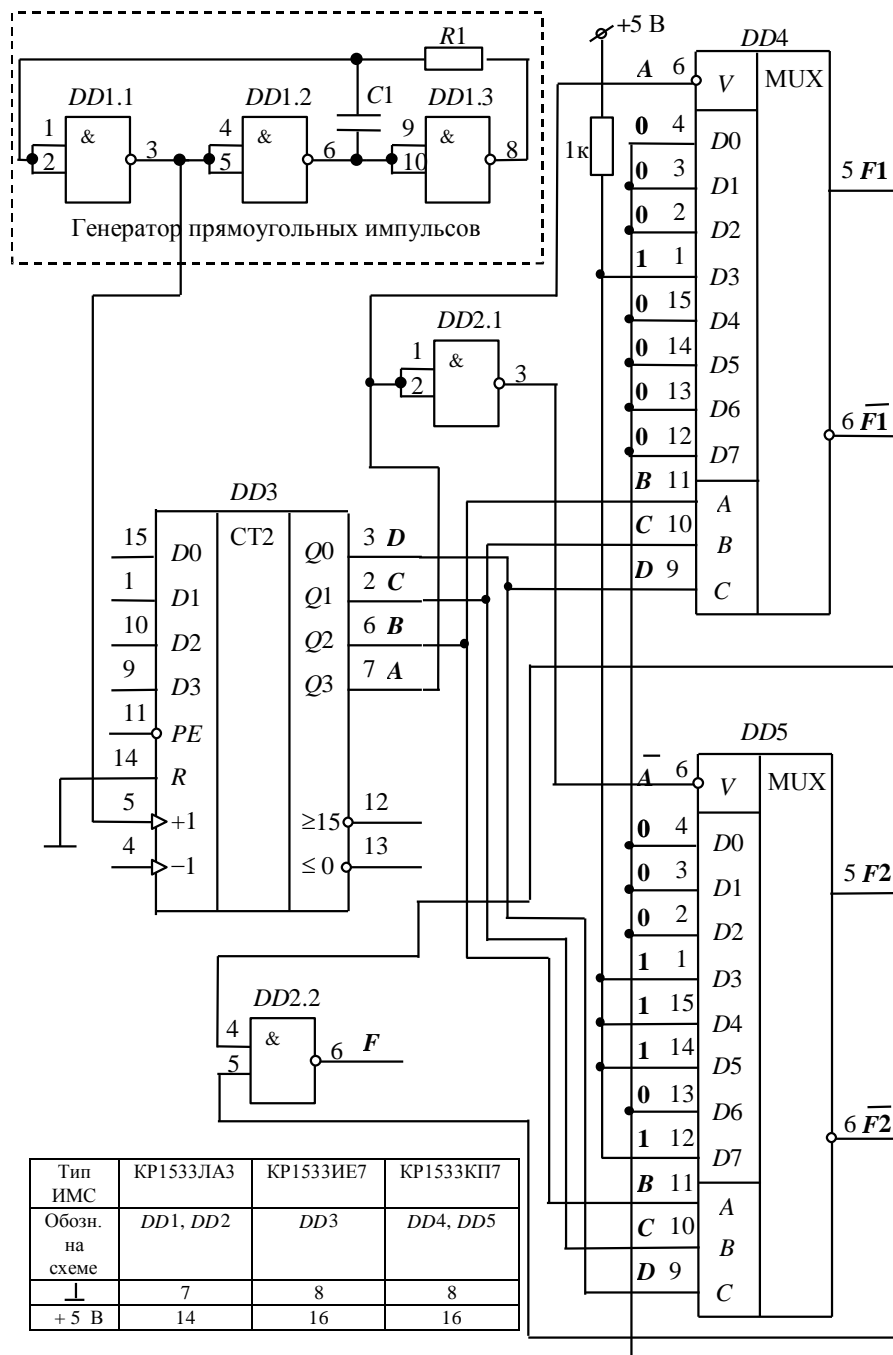 R1
+5 В
DD4
DD1.1
DD1.2
C1
DD1.3
A 6
V
MUX
1
2
&
3
4
5
&
6
9
10
&
8
1к
0 4 D0
0 3 D1
0 2 D2
1 1 D3
0 15 D4
0 14 D5
0 13 D6
0 12 D7
B 11 A
C 10 B
D 9 C
5 F1
6 F1
Генератор прямоугольных импульсов
DD2.1
1
2
&
3
DD3
CT2
15 D0
1 D1
10 D2
9 D3
11 PE
14 R
5 +1
4 −1
Q0 3 D
Q1 2 C
Q2 6 B
Q3 7 A
≥15 12
≤ 0 13
DD5
A 6
V
MUX
0 4 D0
0 3 D1
0 2 D2
1 1 D3
1 15 D4
1 14 D5
0 13 D6
1 12 D7
B 11 A
C 10 B
D 9 C
5 F2
6 F2
DD2.2
4
5
&
6 F
Тип ИМС КР1533ЛА3 КР1533ИЕ7 КР1533КП7
Обозн. на схеме DD1, DD2 DD3 DD4, DD5
⊥ 7 8 8
+ 5 В 14 16 16